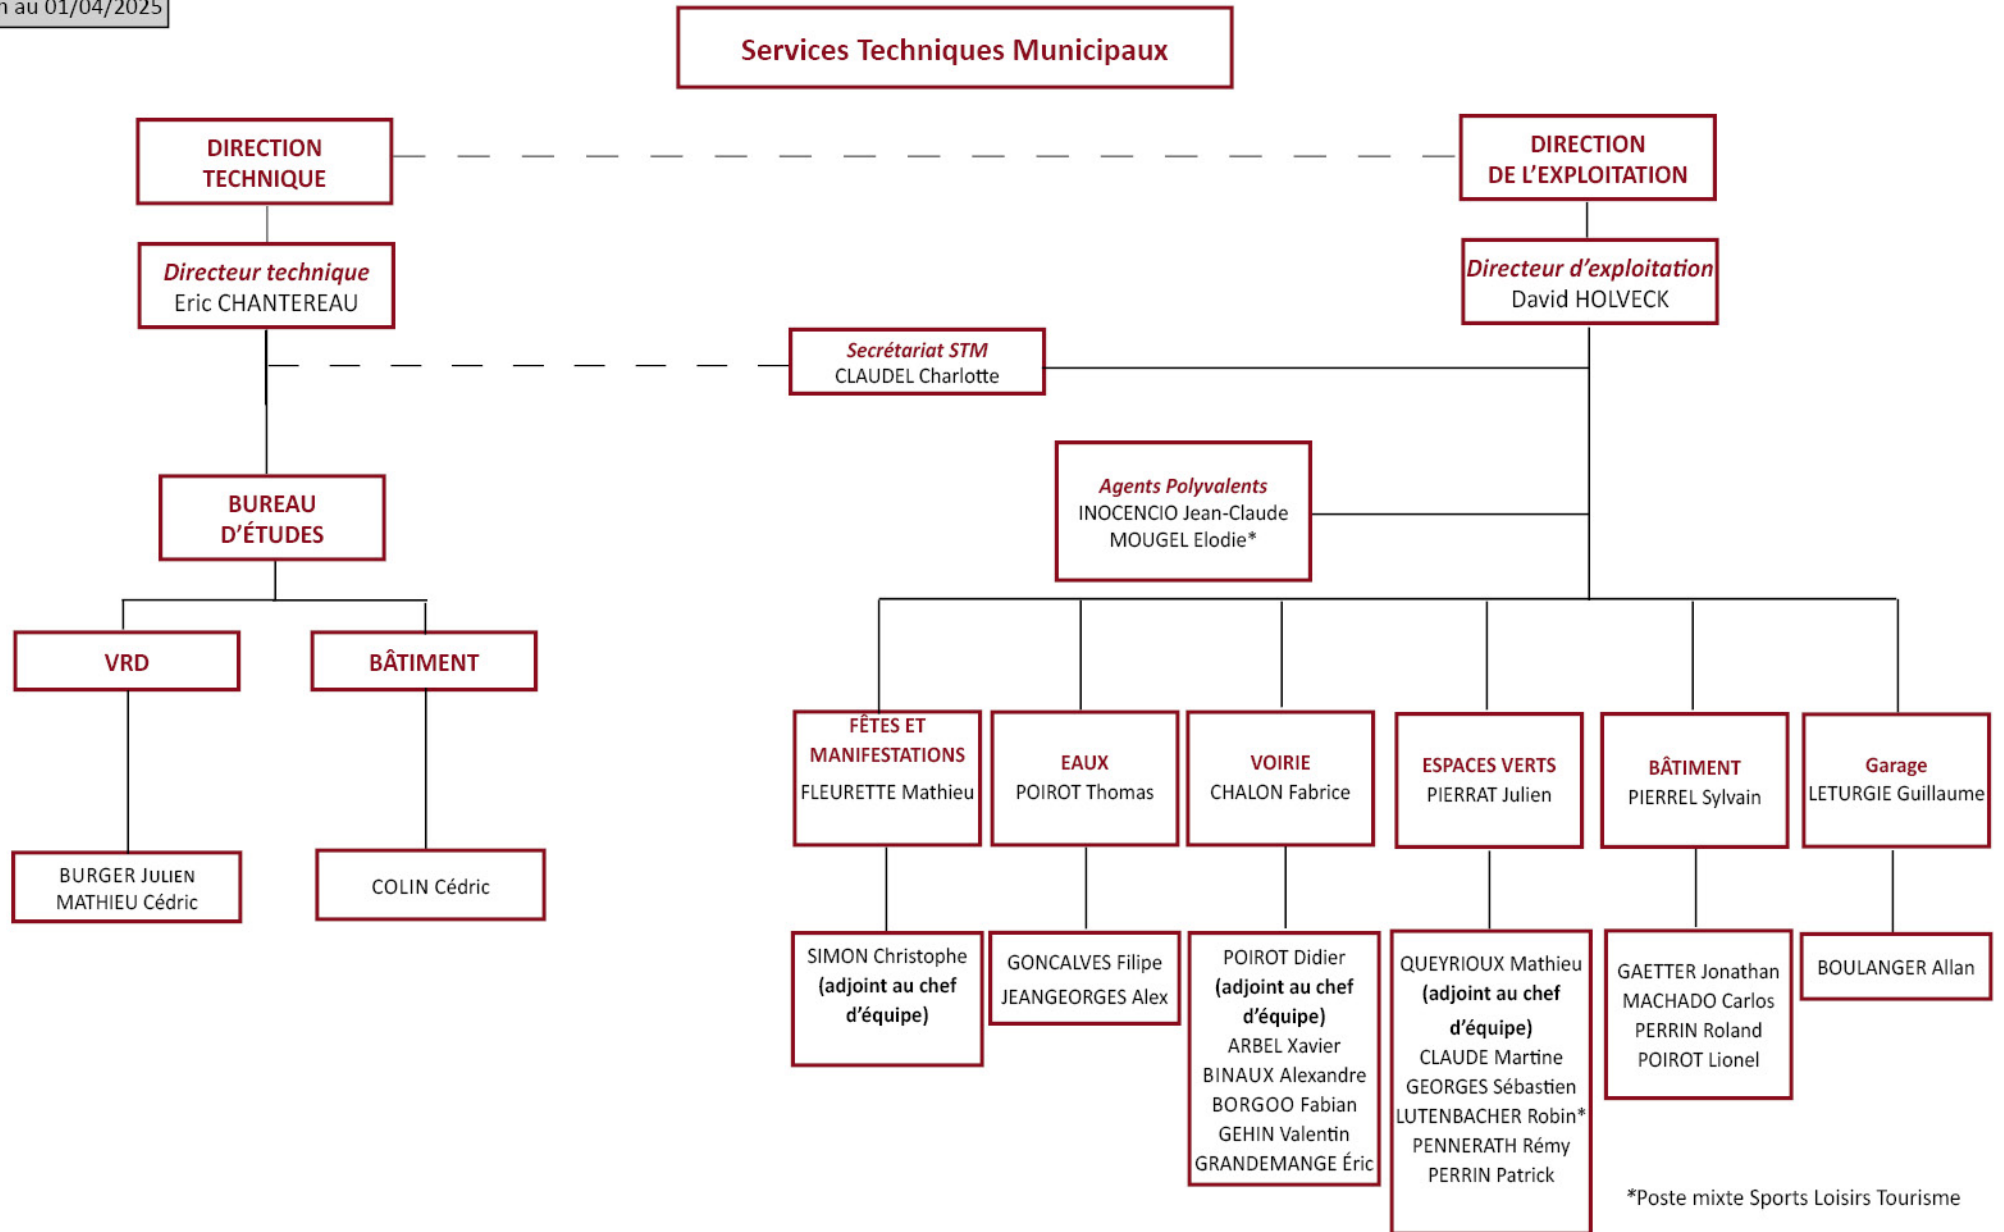 au 01/04/2025
Services Techniques Municipaux
DIRECTION
TECHNIQUE
DIRECTION
DE L’EXPLOITATION
Directeur technique
Eric CHANTEREAU
Directeur d’exploitation
David HOLVECK
Secrétariat STM
CLAUDEL Charlotte
Agents Polyvalents
INOCENCIO Jean-Claude
MOUGEL Elodie*
BUREAU
D’ÉTUDES
VRD
BÂTIMENT
BURGER JULIEN
MATHIEU Cédric
COLIN Cédric
FÊTES ET
MANIFESTATIONS
FLEURETTE Mathieu
EAUX
POIROT Thomas
VOIRIE
CHALON Fabrice
ESPACES VERTS
PIERRAT Julien
BÂTIMENT
PIERREL Sylvain
Garage
LETURGIE Guillaume
SIMON Christophe
(adjoint au chef
d’équipe)
GONCALVES Filipe
JEANGEORGES Alex
POIROT Didier
(adjoint au chef
d’équipe)
ARBEL Xavier
BINAUX Alexandre
BORGOO Fabian
GEHIN Valentin
GRANDEMANGE Éric
QUEYRIOUX Mathieu
(adjoint au chef
d’équipe)
CLAUDE Martine
GEORGES Sébastien
LUTENBACHER Robin*
PENNERATH Rémy
PERRIN Patrick
GAETTER Jonathan
MACHADO Carlos
PERRIN Roland
POIROT Lionel
BOULANGER Allan
*Poste mixte Sports Loisirs Tourisme